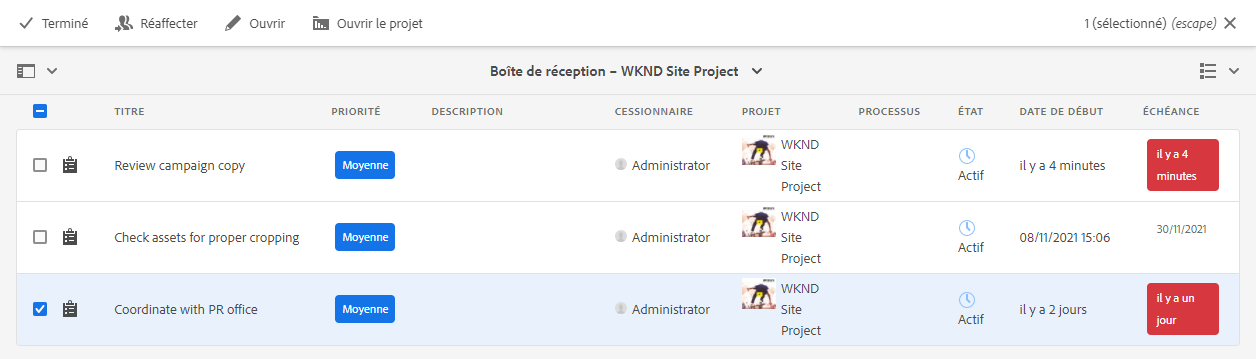 Terminé Réaffecter Ouvrir Ouvrir le projet 1 (sélectionné) (escape)
Boîte de réception – WKND Site Project
TITRE PRIORITÉ DESCRIPTION CESSIONNAIRE PROJET PROCESSUS ÉTAT DATE DE DÉBUT ÉCHÉANCE
Review campaign copy Moyenne Administrator WKND Site Project Actif il y a 4 minutes il y a 4 minutes
Check assets for proper cropping Moyenne Administrator WKND Site Project Actif 08/11/2021 15:06 30/11/2021
Coordinate with PR office Moyenne Administrator WKND Site Project Actif il y a 2 jours il y a un jour